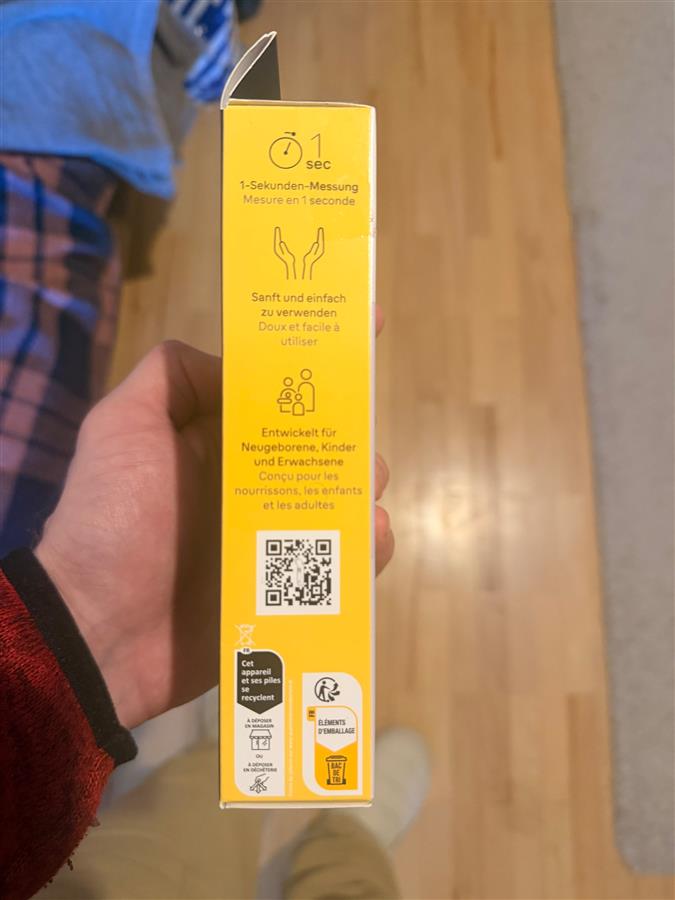 1
sec
1-Sekunden-Messung
Mesure en 1 seconde
Sanft und einfach
zu verwenden
Doux et facile à
utiliser
Entwickelt für
Neugeborene, Kinder
und Erwachsene
Conçu pour les
nourrissons, les enfants
et les adultes
FR
Cet
appareil
et ses piles
se
recyclent
À DÉPOSER
EN MAGASIN
OU
À DÉPOSER
EN DÉCHÈTERIE
FR
ÉLÉMENTS
D'EMBALLAGE
BAC
DE
TRI